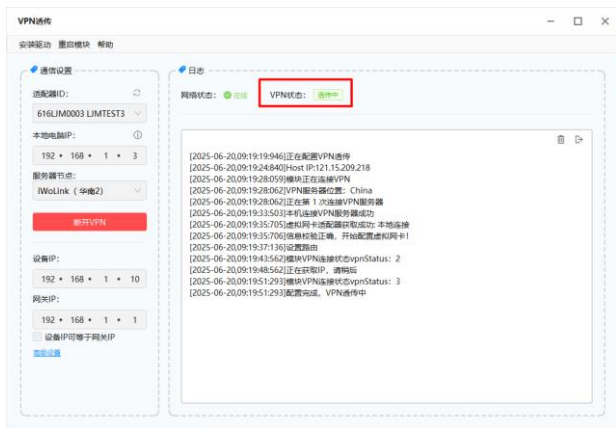 VPN透传
安装驱动 重启模块 帮助
通信设置
适配器ID:
616LJM0003 LJMTEST3
本地电脑IP:
192 • 168 • 1 • 3
服务器节点:
iWoLink（华南2）
断开VPN
设备IP:
192 • 168 • 1 • 10
网关IP:
192 • 168 • 1 • 1
设备IP可等于网关IP
高级设置
日志
网络状态: 在线 VPN状态: 透传中
[2025-06-20,09:19:19:946]正在配置VPN透传
[2025-06-20,09:19:24:840]Host IP:121.15.209.218
[2025-06-20,09:19:28:059]模块正在连接VPN
[2025-06-20,09:19:28:062]VPN服务器位置：China
[2025-06-20,09:19:28:062]正在第 1 次连接VPN服务器
[2025-06-20,09:19:33:503]本机连接VPN服务器成功
[2025-06-20,09:19:35:705]虚拟网卡适配器获取成功: 本地连接
[2025-06-20,09:19:35:706]信息校验正确，开始配置虚拟网卡！
[2025-06-20,09:19:37:136]设置路由
[2025-06-20,09:19:43:562]模块VPN连接状态vpnStatus：2
[2025-06-20,09:19:48:562]正在获取IP，请稍后
[2025-06-20,09:19:51:293]模块VPN连接状态vpnStatus：3
[2025-06-20,09:19:51:293]配置完成，VPN透传中